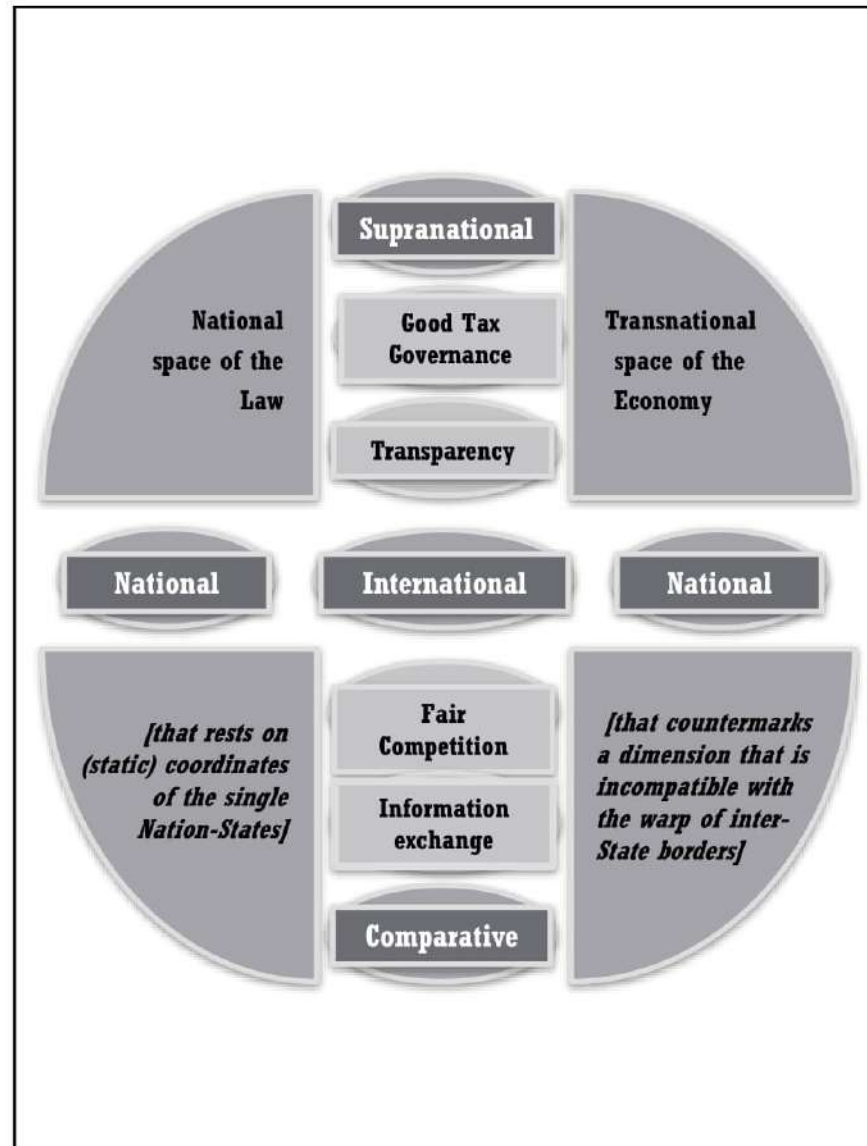 Supranational
National
space of the
Law
Good Tax
Governance
Transnational
space of the
Economy
Transparency
National
International
National
[that rests on
(static) coordinates
of the single
Nation-States]
Fair
Competition
Information
exchange
[that countermarks
a dimension that is
incompatible with
the warp of inter-
State borders]
Comparative